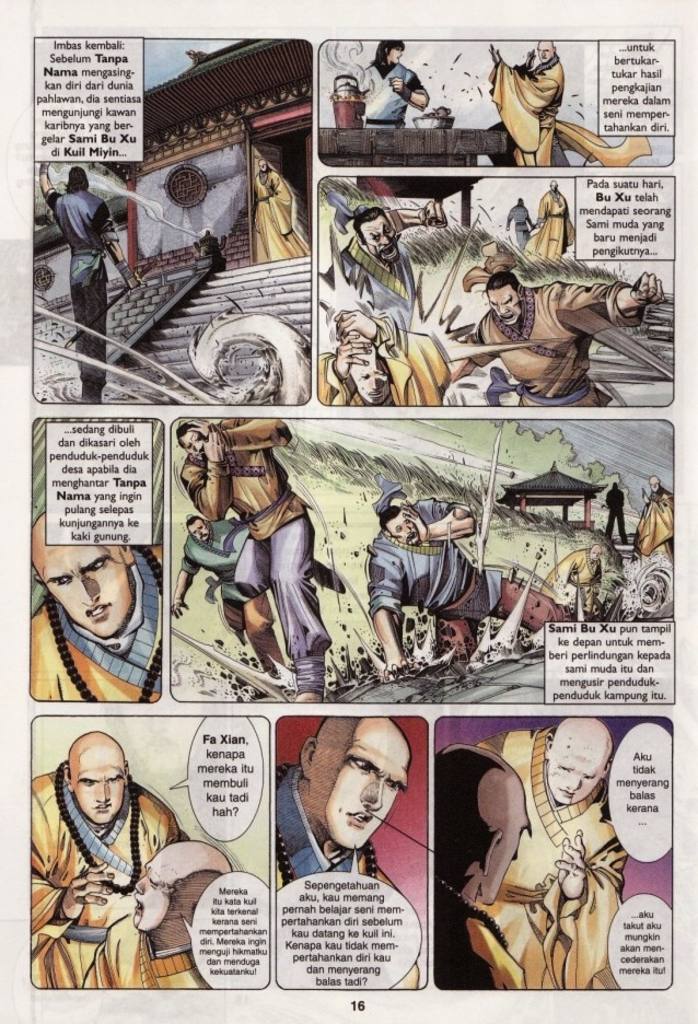 Imbas kembali:
Sebelum Tanpa
Nama mengasing-
kan diri dari dunia
pahlawan, dia sentiasa
mengunjungi kawan
karibnya yang ber-
gelar Sami Bu Xu
di Kuil Miyin...
...untuk
bertukar-
tukar hasil
pengkajian
mereka dalam
seni memper-
tahankan diri.
Pada suatu hari,
Bu Xu telah
mendapati seorang
Sami muda yang
baru menjadi
pengikutnya...
...sedang dibuli
dan dikasari oleh
penduduk-penduduk
desa apabila dia
menghantar Tanpa
Nama yang ingin
pulang selepas
kunjungannya ke
kaki gunung.
Sami Bu Xu pun tampil
ke depan untuk mem-
beri perlindungan kepada
sami muda itu dan
mengusir penduduk-
penduduk kampung itu.
Fa Xian,
kenapa
mereka itu
membuli
kau tadi
hah?
Mereka
itu kata kuil
kita terkenal
kerana seni
mempertahankan
diri. Mereka ingin
menguji hikmatku
dan menduga
kekuatanku!
Sepengetahuan
aku, kau memang
pernah belajar seni mem-
pertahankan diri sebelum
kau datang ke kuil ini.
Kenapa kau tidak mem-
pertahankan diri kau
dan menyerang
balas tadi?
Aku
tidak
menyerang
balas
kerana
...
...aku
takut aku
mungkin
akan men-
cederakan
mereka itu!
16